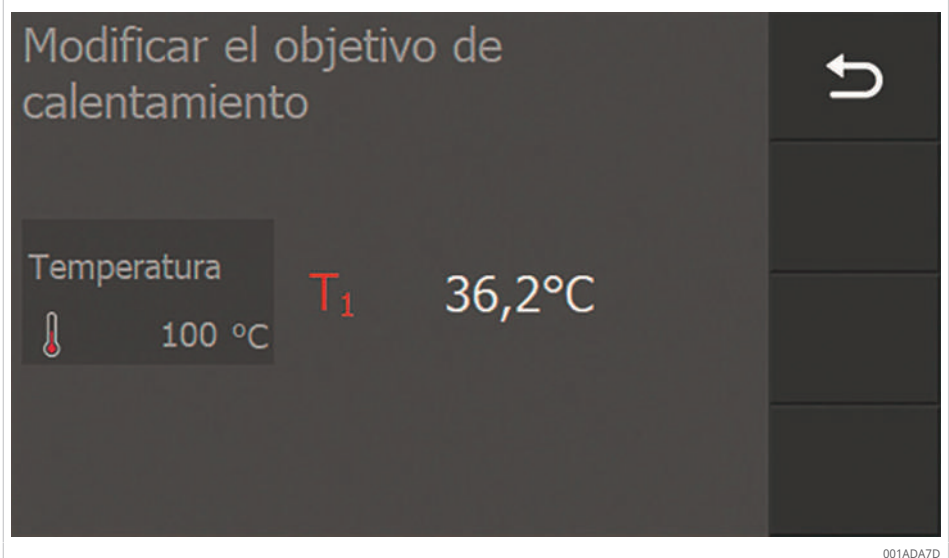 Modificar el objetivo de
calentamiento
Temperatura
100 °C
T₁ 36,2°C
001ADA7D